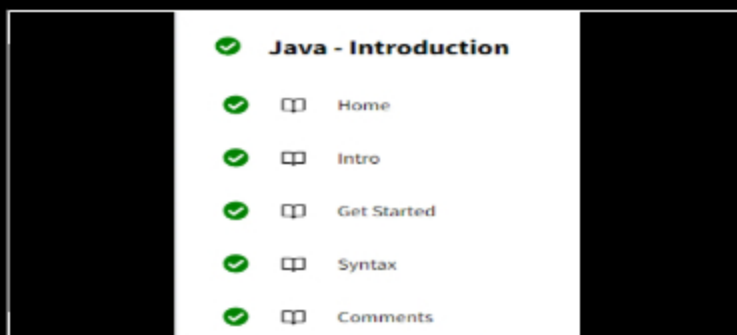 Java - Introduction
Home
Intro
Get Started
Syntax
Comments